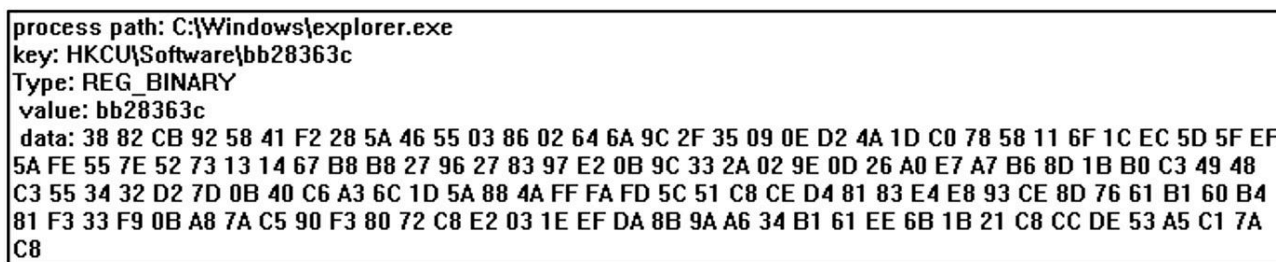 process path: C:\Windows\explorer.exe
key: HKCU\Software\bb28363c
Type: REG_BINARY
value: bb28363c
data: 38 82 CB 92 58 41 F2 28 5A 46 55 03 86 02 64 6A 9C 2F 35 09 0E D2 4A 1D C0 78 58 11 6F 1C EC 5D 5F EF
5A FE 55 7E 52 73 13 14 67 B8 B8 27 96 27 83 97 E2 0B 9C 33 2A 02 9E 0D 26 A0 E7 A7 B6 8D 1B B0 C3 49 48
C3 55 34 32 D2 7D 0B 40 C6 A3 6C 1D 5A 88 4A FF FA FD 5C 51 C8 CE D4 81 83 E4 E8 93 CE 8D 76 61 B1 60 B4
81 F3 33 F9 0B A8 7A C5 90 F3 80 72 C8 E2 03 1E EF DA 8B 9A A6 34 B1 61 EE 6B 1B 21 C8 CC DE 53 A5 C1 7A
C8